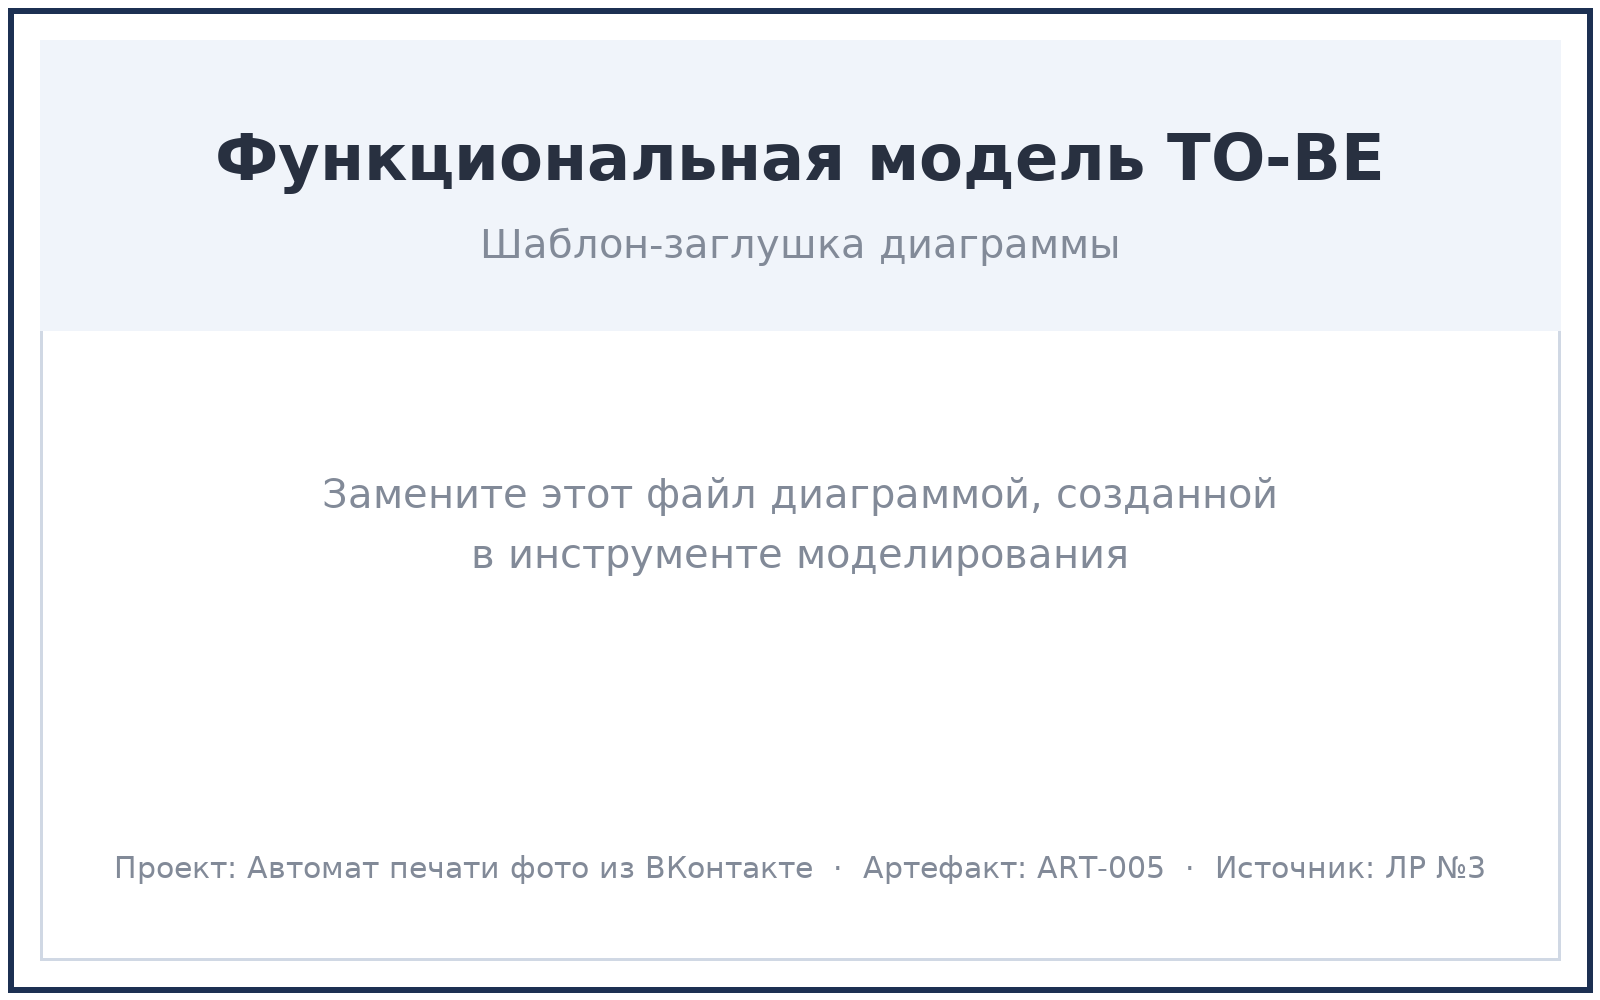 Функциональная модель TO-BE
Шаблон-заглушка диаграммы
Замените этот файл диаграммой, созданной
в инструменте моделирования
Проект: Автомат печати фото из ВКонтакте · Артефакт: ART-005 · Источник: ЛР №3